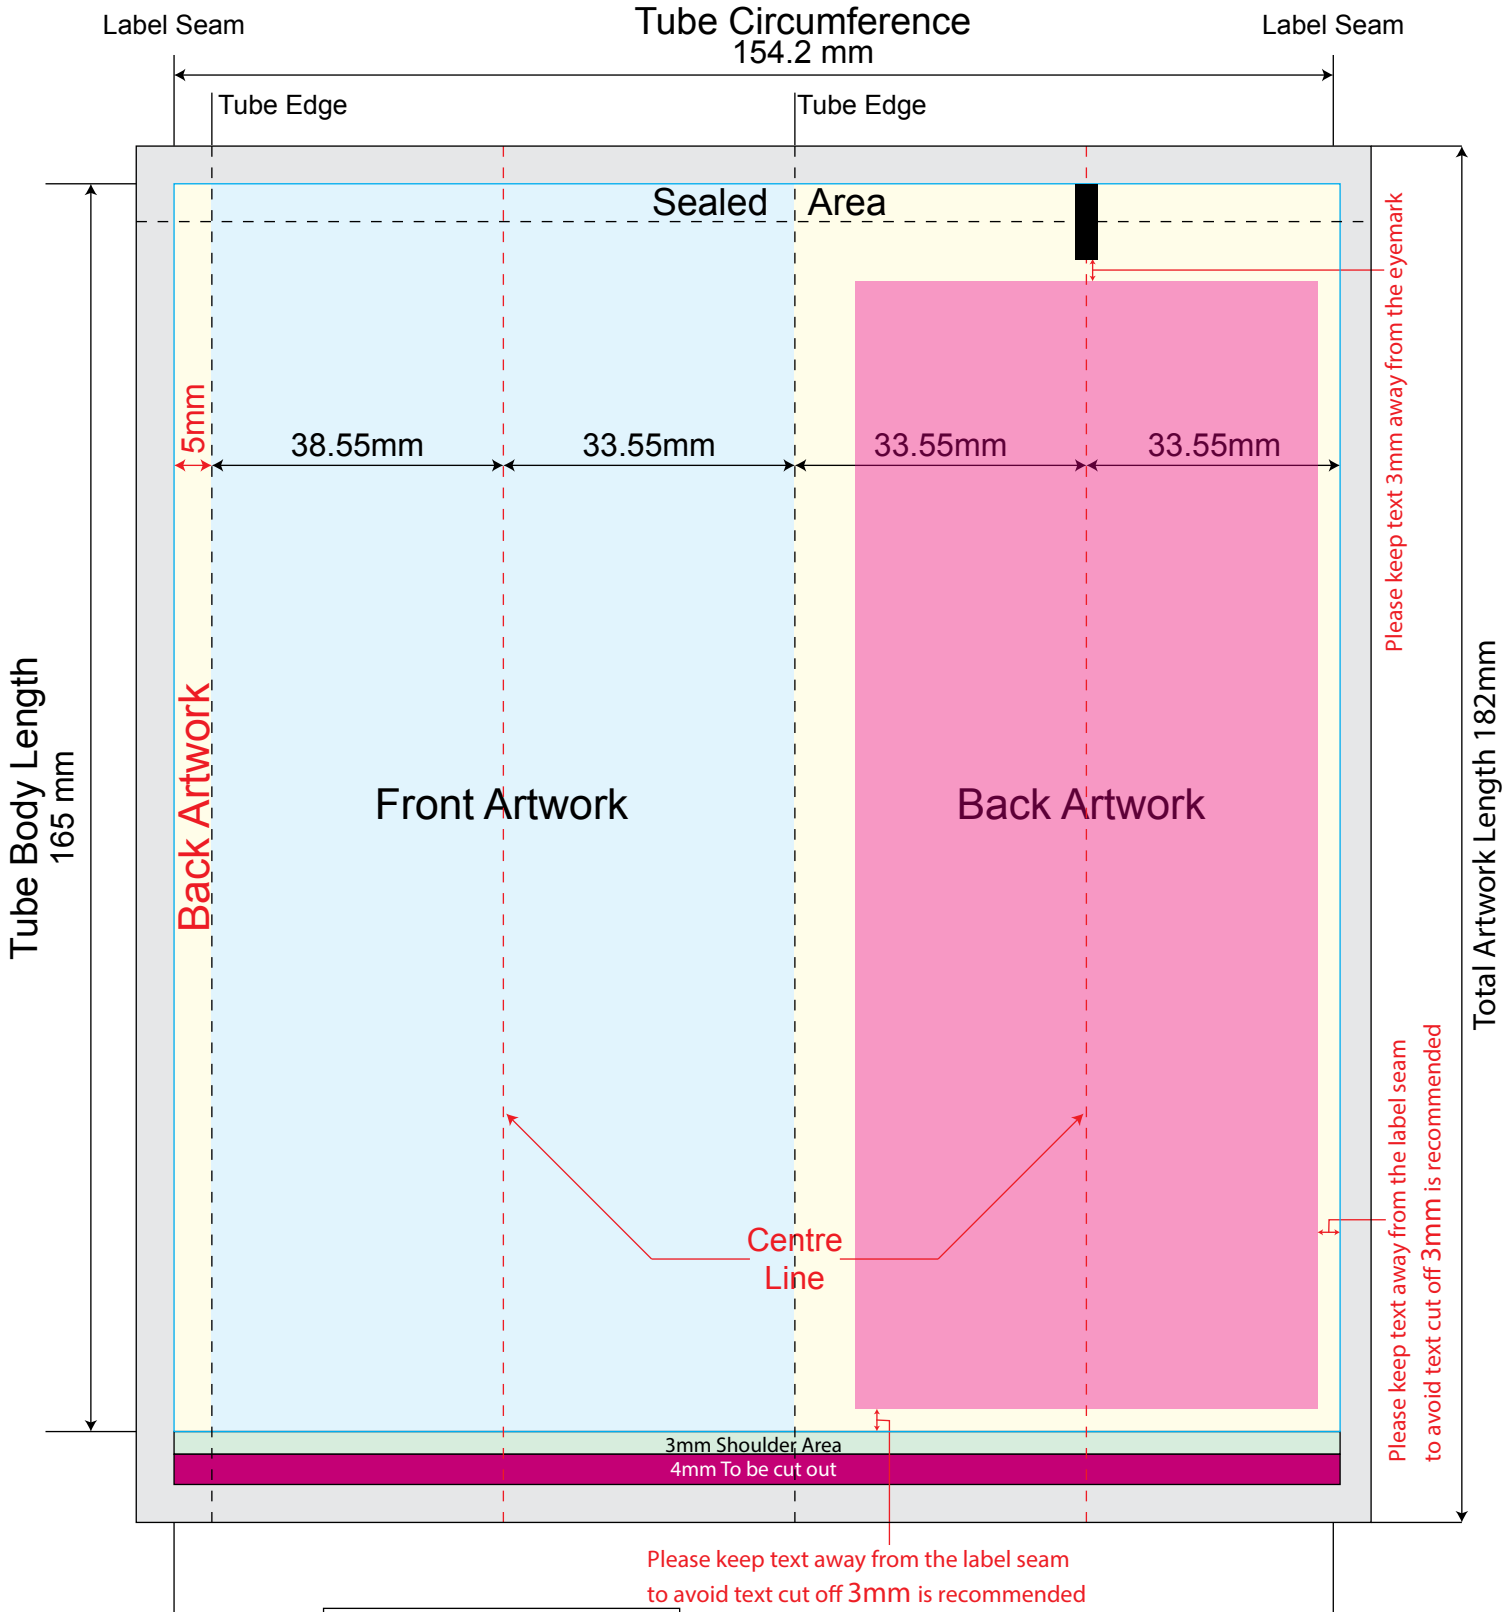 Tube Circumference
Label Seam
Label Seam
154.2 mm
Tube Edge
Tube Edge
Sealed Area
Please keep text 3mm away from the eyemark
5mm
38.55mm
33.55mm
33.55mm
33.55mm
Tube Body Length
165 mm
Back Artwork
Front Artwork
Back Artwork
Total Artwork Length 182mm
Please keep text away from the label seam
to avoid text cut off 3mm is recommended
Centre
Line
3mm Shoulder Area
4mm To be cut out
Please keep text away from the label seam
to avoid text cut off 3mm is recommended